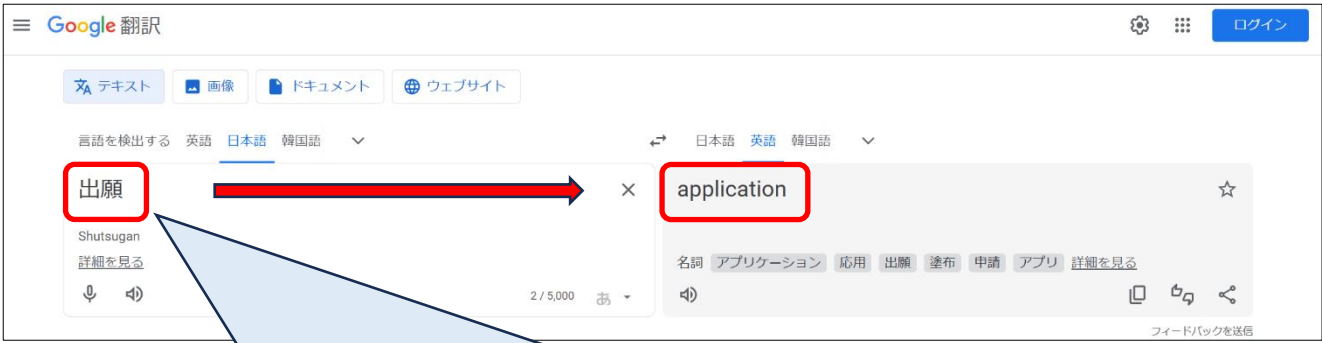 Google 翻訳
ログイン
テキスト 画像 ドキュメント ウェブサイト
言語を検出する 英語 日本語 韓国語
日本語 英語 韓国語
出願
application
Shutsugan
詳細を見る
名詞 アプリケーション 応用 出願 塗布 申請 アプリ 詳細を見る
2 / 5,000 あ
フィードバックを送信